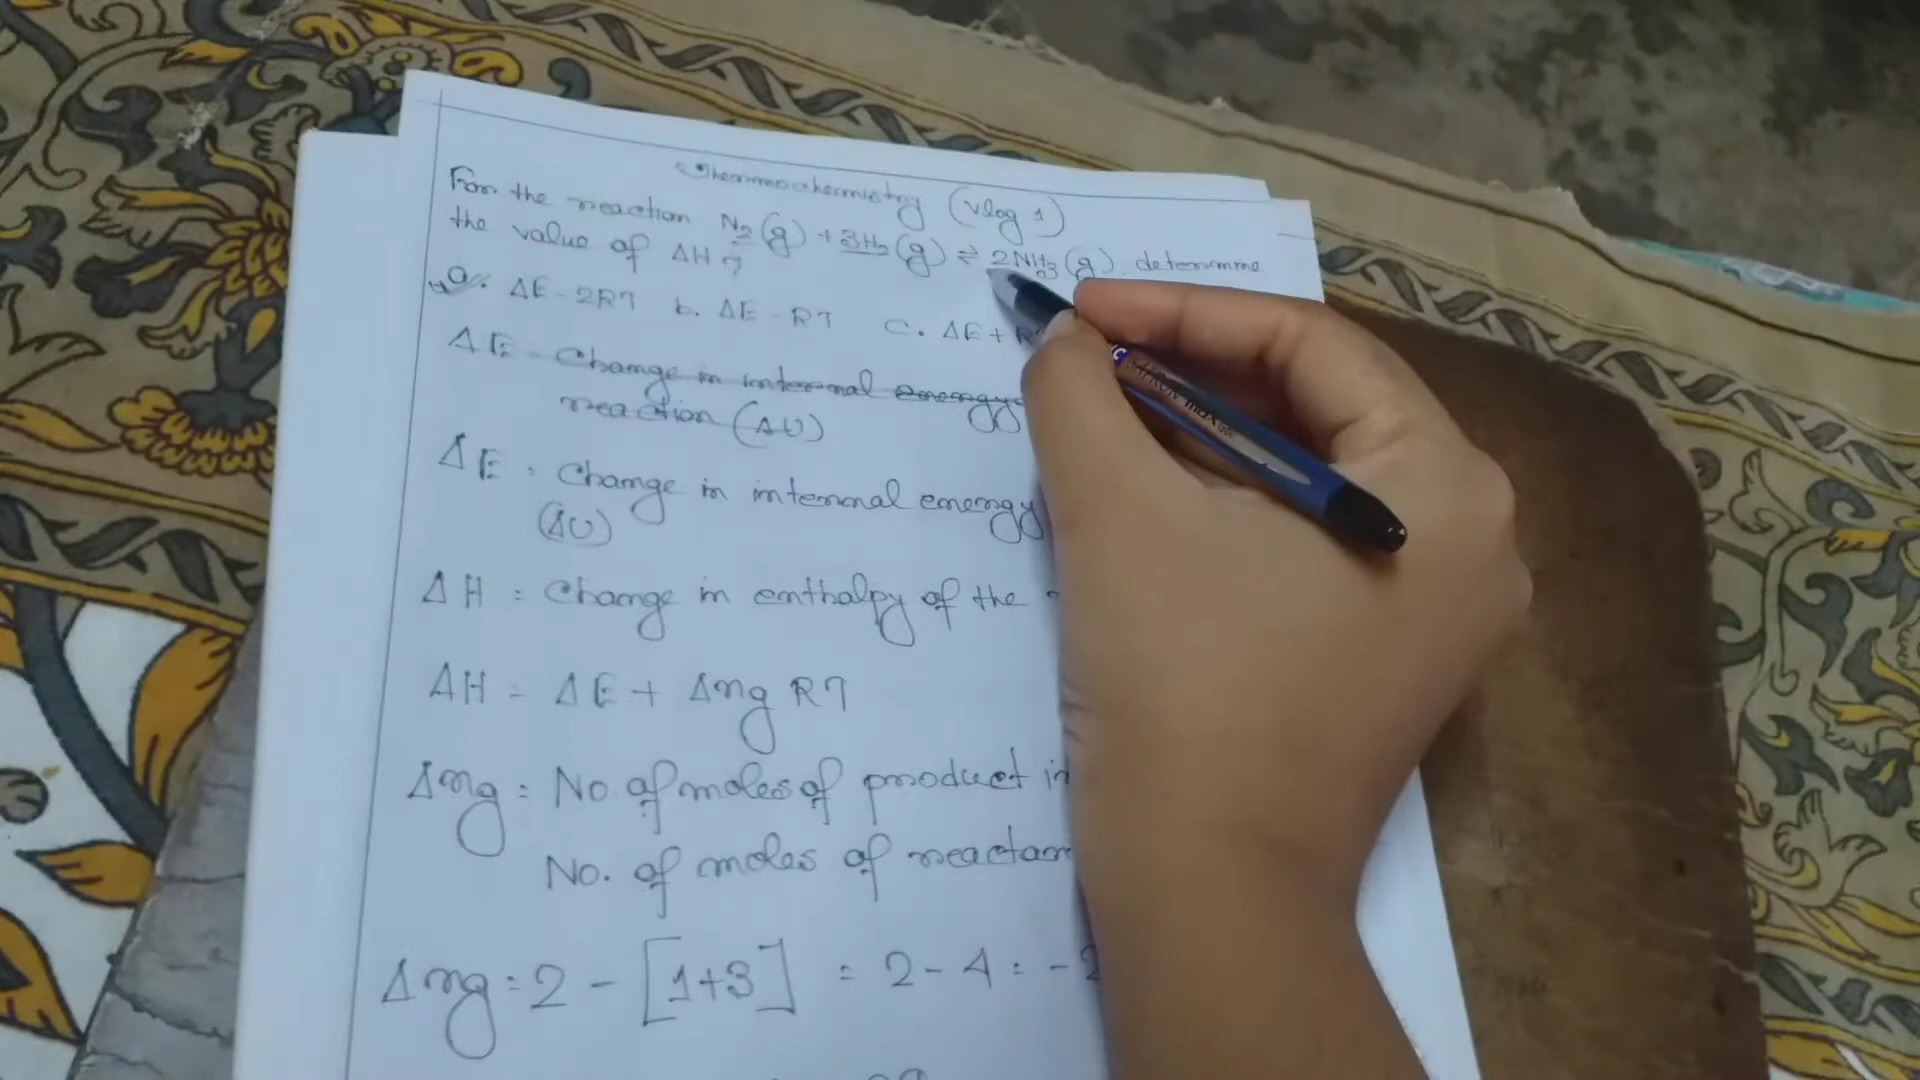 Thermochemistry (Vlog 1)
For the reaction N2(g) + 3H2(g) ⇌ 2NH3(g) determine
the value of ΔH?
a. ΔE - 2RT b. ΔE - RT c. ΔE +
ΔE - Change in internal energy
reaction (ΔU)
ΔE : Change in internal energy
(ΔU)
ΔH = Change in enthalpy of the
ΔH = ΔE + Δng RT
Δng = No. of moles of product in
No. of moles of
Δng = 2 - [1+3] = 2 - 4 = -2